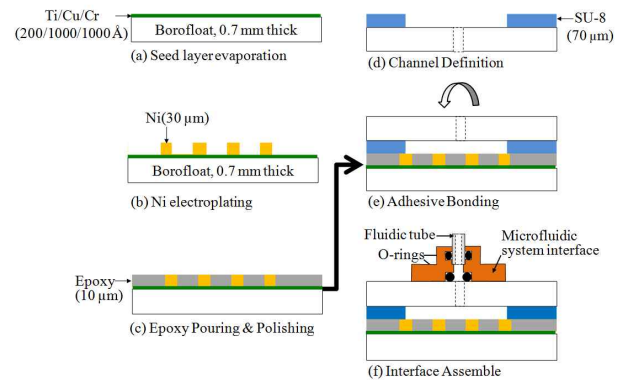 Ti/Cu/Cr
(200/1000/1000Å)
Borofloat, 0.7 mm thick
(a) Seed layer evaporation
Ni(30 µm)
Borofloat, 0.7 mm thick
(b) Ni electroplating
Epoxy
(10 µm)
(c) Epoxy Pouring & Polishing
SU-8
(70 µm)
(d) Channel Definition
(e) Adhesive Bonding
Fluidic tube
O-rings
Microfluidic
system interface
(f) Interface Assemble